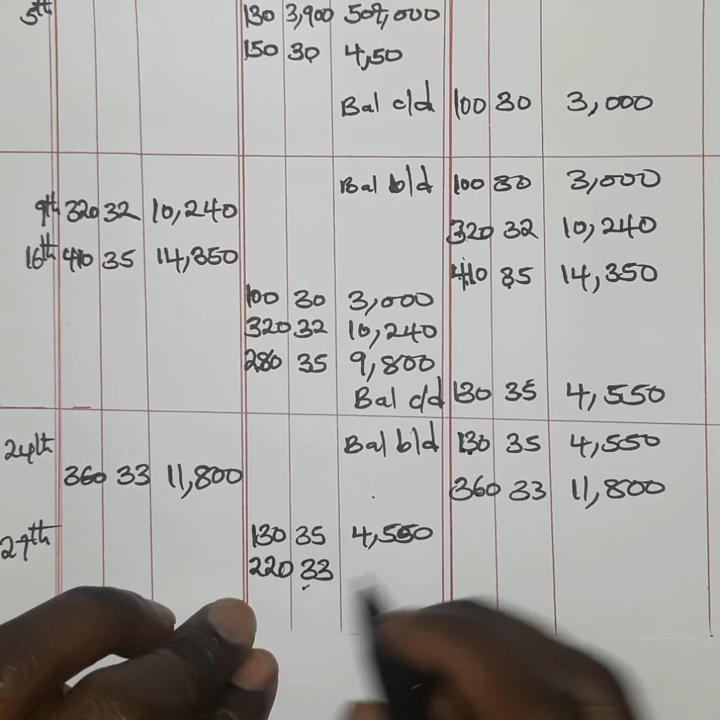 5th 130 3,900 507,000
150 30 4,50
Bal c/d 100 30 3,000
Bal b/d 100 30 3,000
9th 320 32 10,240
320 32 10,240
16th 410 35 14,350
410 35 14,350
100 30 3,000
320 32 10,240
280 35 9,800
Bal c/d 130 35 4,550
24th Bal b/d 130 35 4,550
360 33 11,800
360 33 11,800
29th 130 35 4,550
220 33